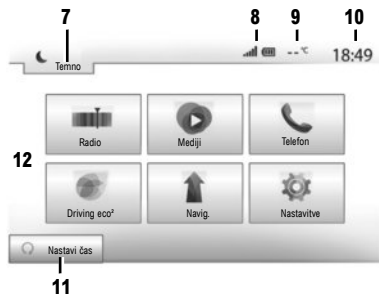 7 8 9 10
Temno
--°C 18:49
Radio Mediji Telefon
12
Driving eco² Navig. Nastavitve
Nastavi čas
11